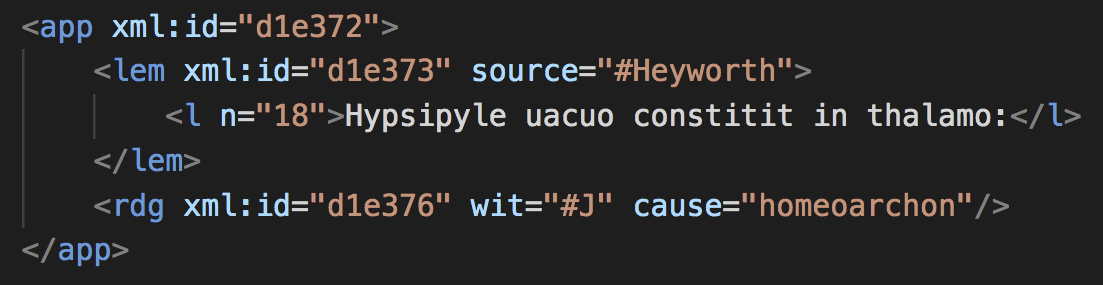 <app xml:id="d1e372">
<lem xml:id="d1e373" source="#Heyworth">
<l n="18">Hypsipyle uacuo constitit in thalamo:</l>
</lem>
<rdg xml:id="d1e376" wit="#J" cause="homeoarchon"/>
</app>